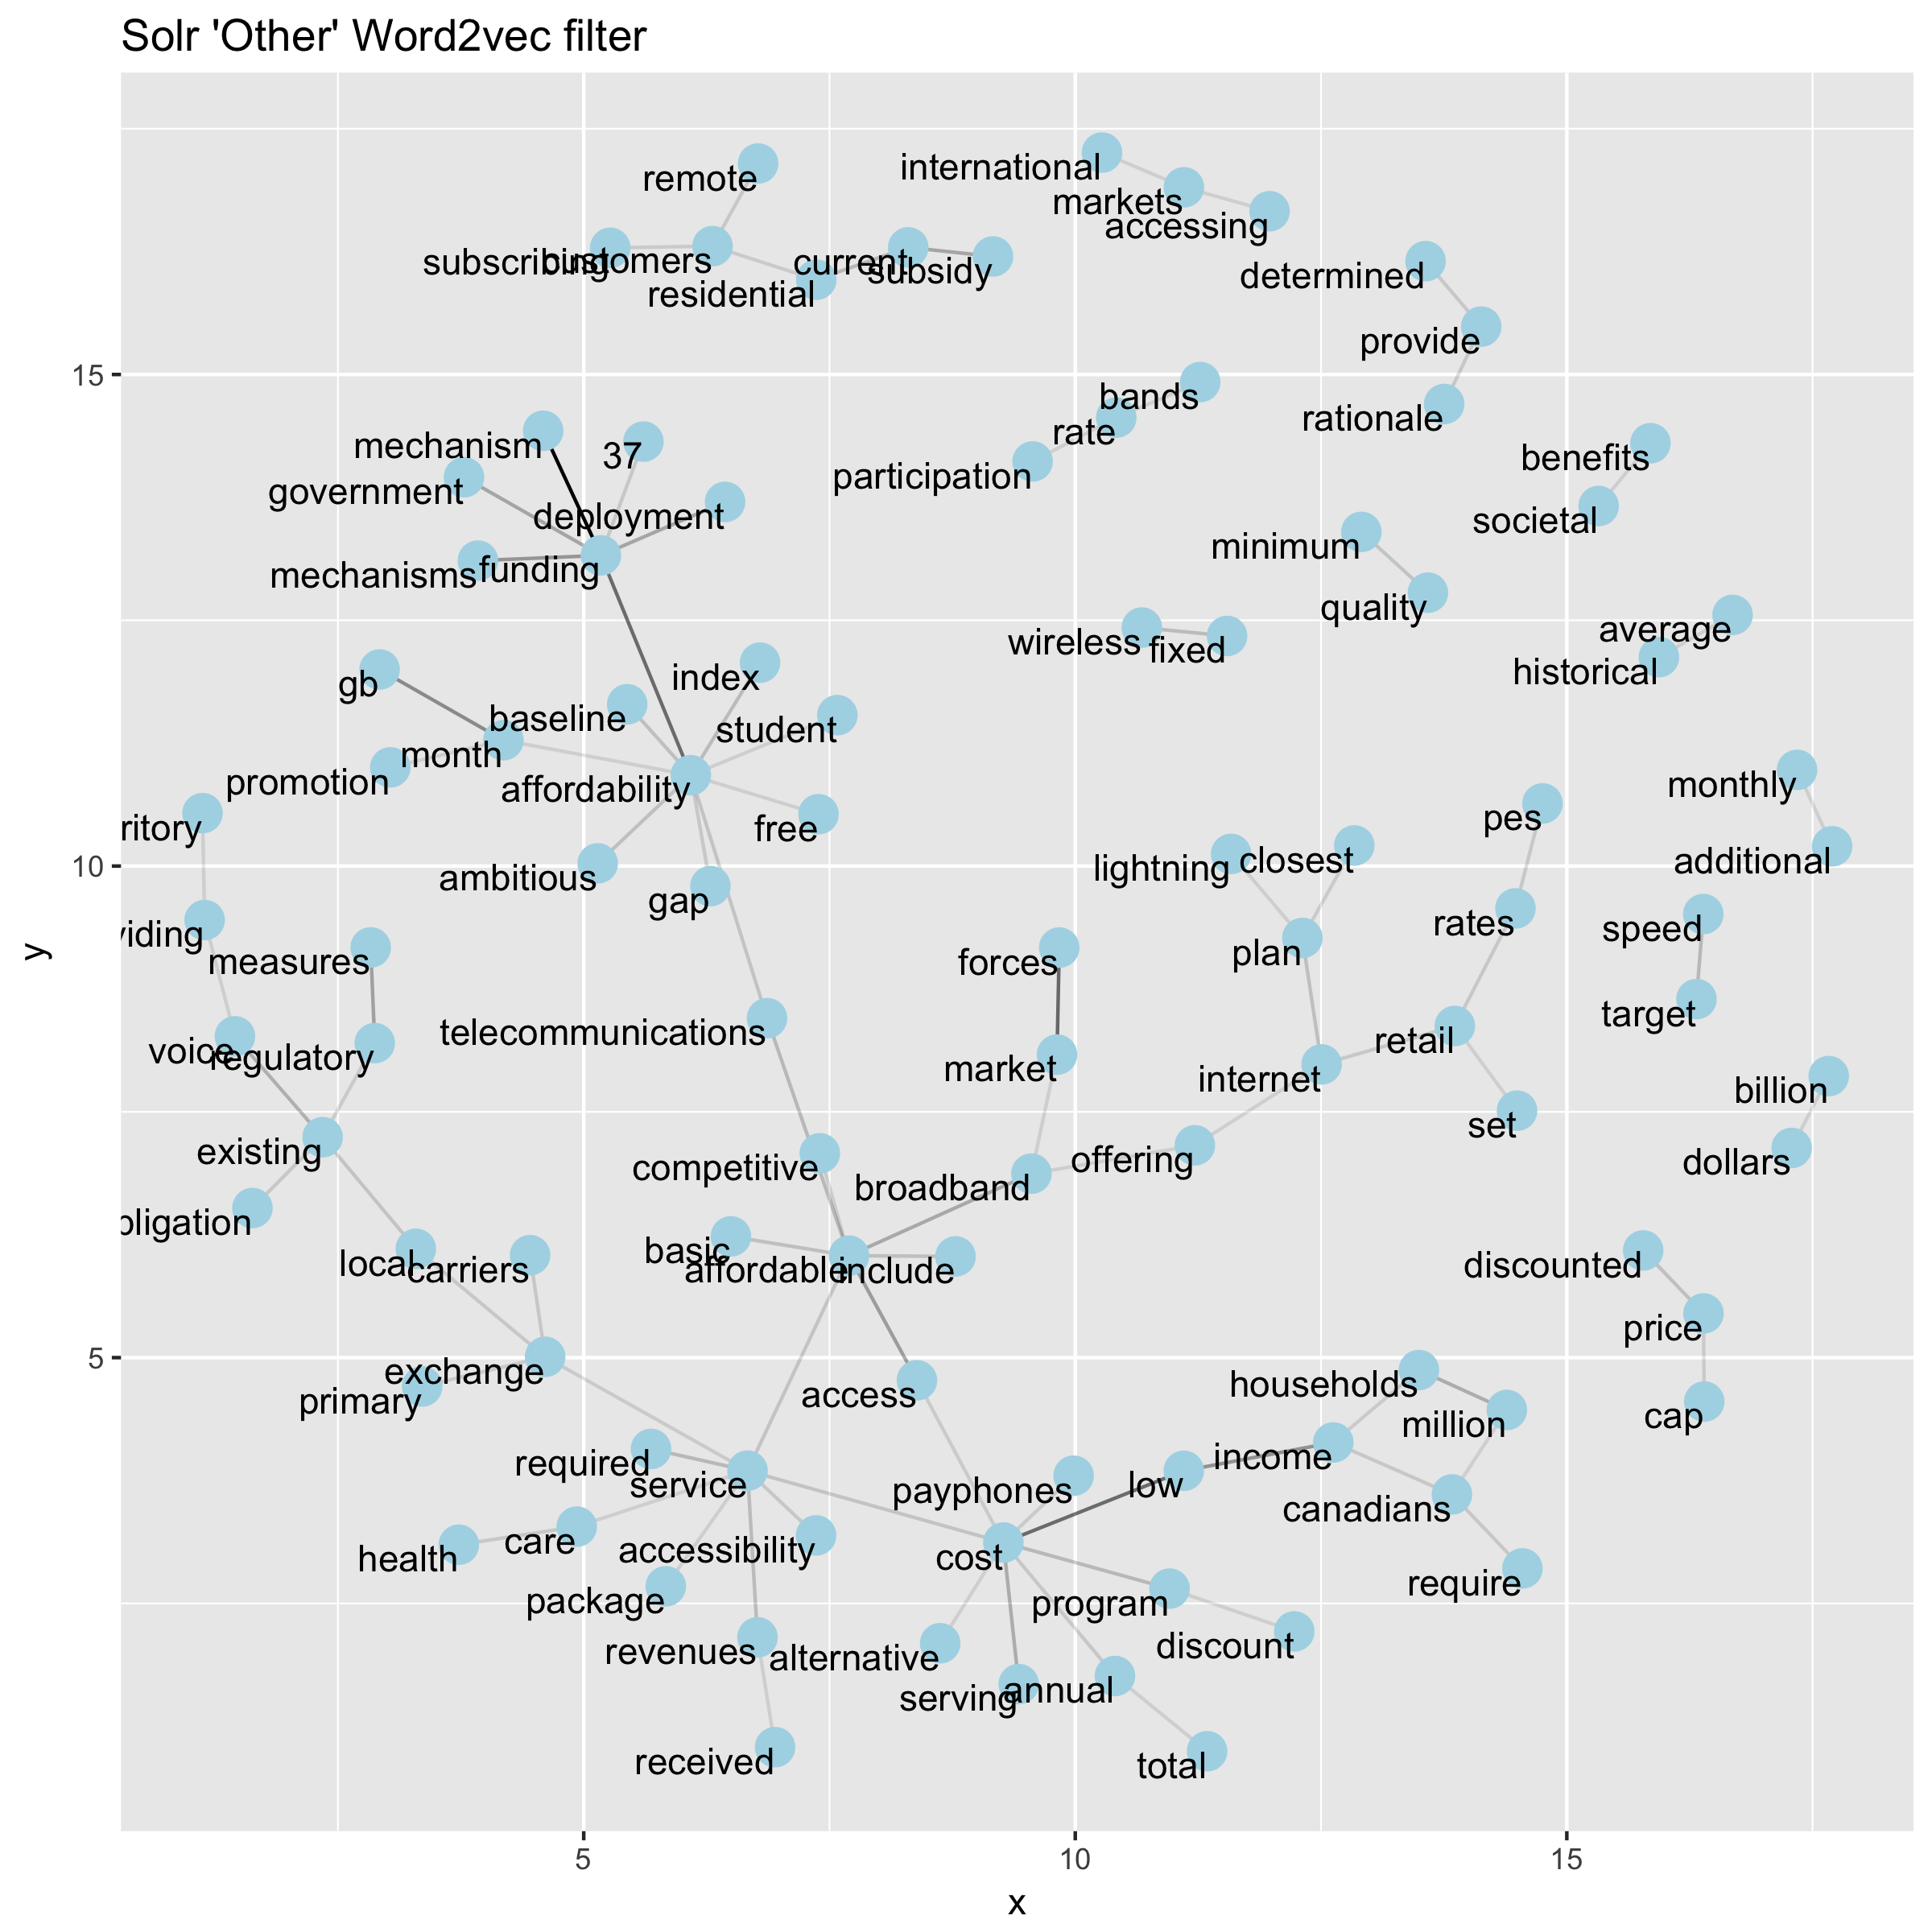 Solr 'Other' Word2vec filter
international
remote
markets
accessing
subscribing
customers
current
subsidy
determined
residential
provide
15
bands
rationale
rate
mechanism
37
benefits
participation
government
deployment
societal
minimum
funding
mechanisms
quality
average
wireless
fixed
historical
index
gb
baseline
student
month
promotion
monthly
affordability
pes
ritory
free
closest
additional
10
lightning
ambitious
gap
rates
speed
viding
plan
measures
forces
target
telecommunications
retail
voice
regulatory
market
internet
billion
y
set
existing
offering
dollars
competitive
broadband
bligation
basic
local
carriers
affordable
include
discounted
price
5
exchange
households
primary
access
cap
million
income
required
service
payphones
low
canadians
care
accessibility
health
cost
require
package
program
discount
revenues
alternative
annual
serving
received
total
5
10
15
x